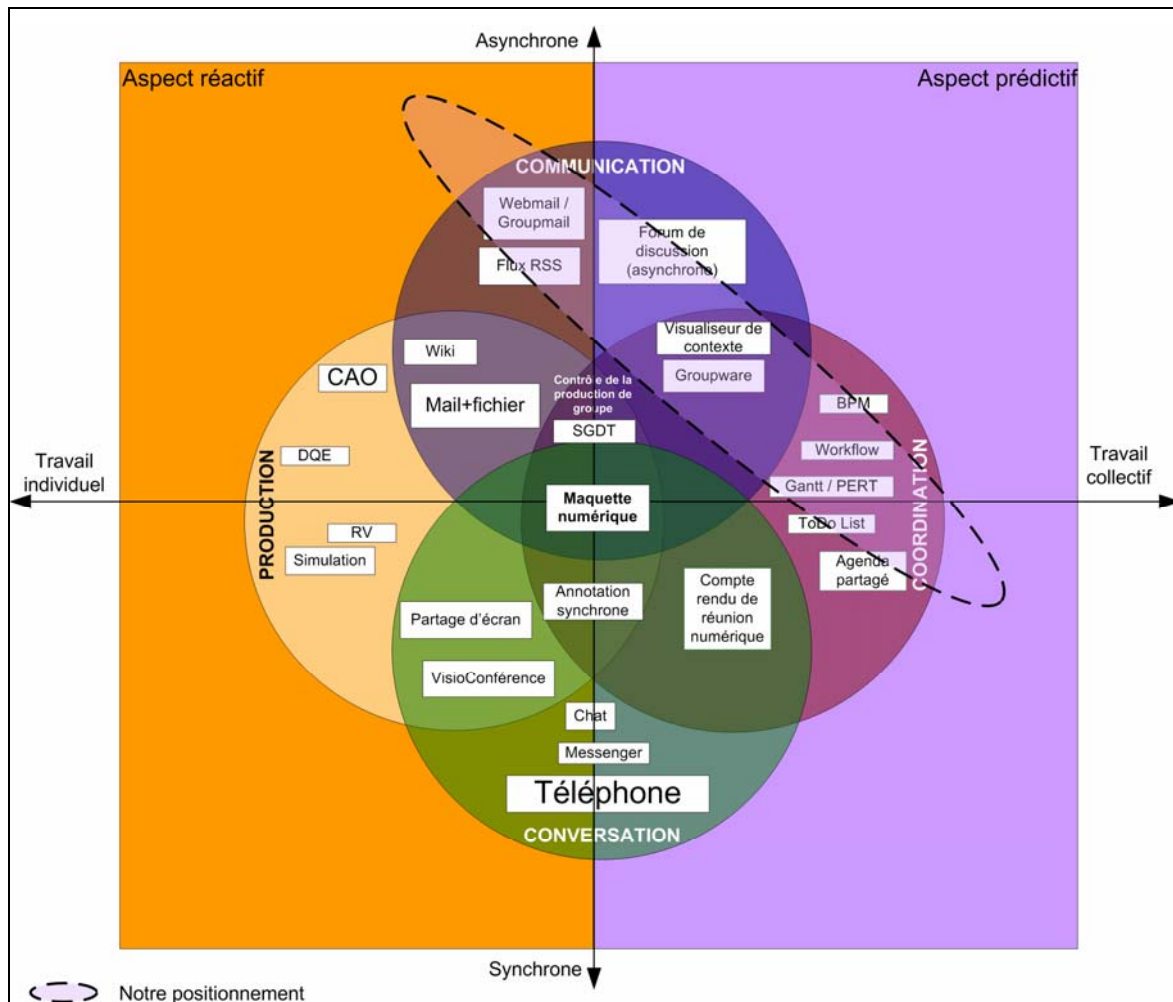 Asynchrone
Aspect réactif
Aspect prédictif
COMMUNICATION
Webmail /
Groupmail
Forum de
discussion
(asynchrone)
Flux RSS
Visualiseur de
contexte
Wiki
CAO
Groupware
Contrôle de la
production de
groupe
Mail+fichier
BPM
SGDT
DQE
Workflow
Travail
individuel
Travail
collectif
PRODUCTION
COORDINATION
Gantt / PERT
Maquette
numérique
ToDo List
RV
Simulation
Agenda
partagé
Annotation
synchrone
Compte
rendu de
réunion
numérique
Partage d'écran
VisioConférence
Chat
Messenger
Téléphone
CONVERSATION
Synchrone
Notre positionnement